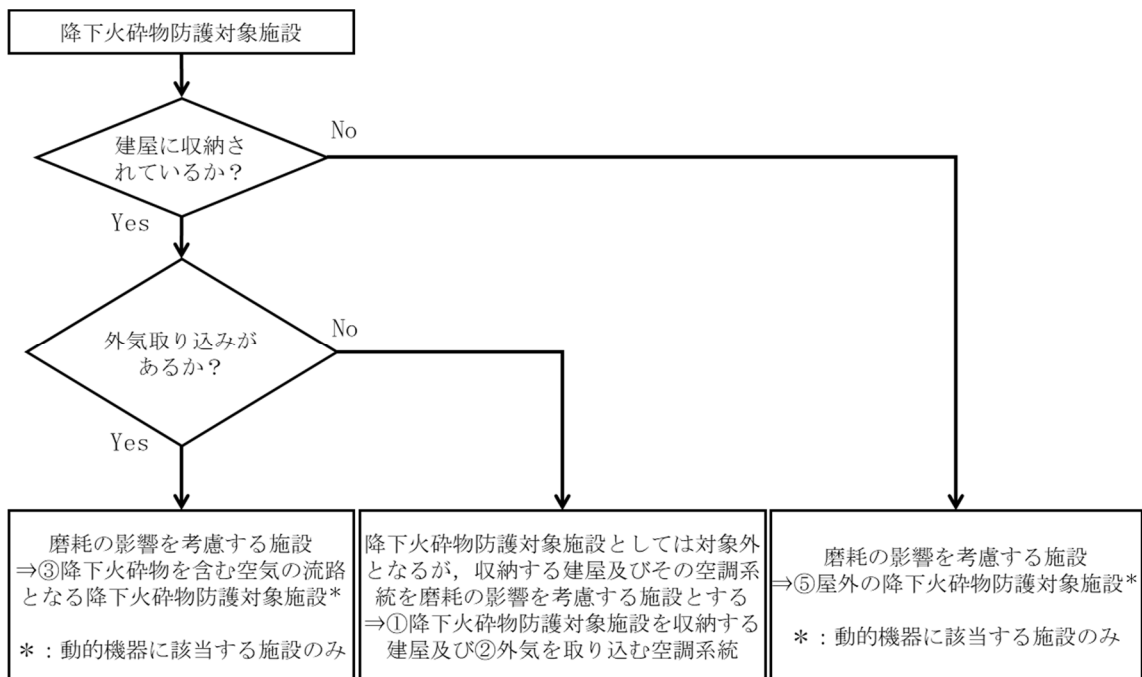 降下火砕物防護対象施設
建屋に収納さ
れているか？
No
Yes
外気取り込みが
あるか？
No
Yes
磨耗の影響を考慮する施設
⇒③降下火砕物を含む空気の流路
となる降下火砕物防護対象施設*
*：動的機器に該当する施設のみ
降下火砕物防護対象施設としては対象外
となるが，収納する建屋及びその空調系
統を磨耗の影響を考慮する施設とする
⇒①降下火砕物防護対象施設を収納する
建屋及び②外気を取り込む空調系統
磨耗の影響を考慮する施設
⇒⑤屋外の降下火砕物防護対象施設*
*：動的機器に該当する施設のみ